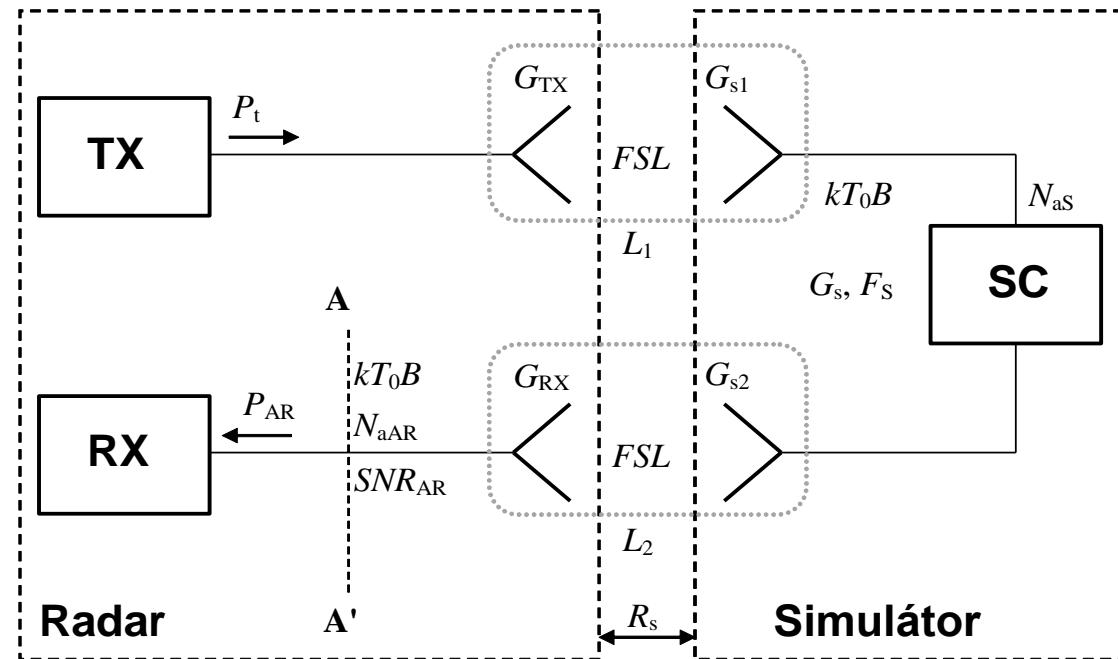 TX
P_t
G_TX
FSL
G_s1
L_1
kT_0B
N_aS
G_s, F_S
SC
A
kT_0B
P_AR
N_aAR
SNR_AR
RX
G_RX
FSL
G_s2
L_2
Radar
A'
R_s
Simulátor